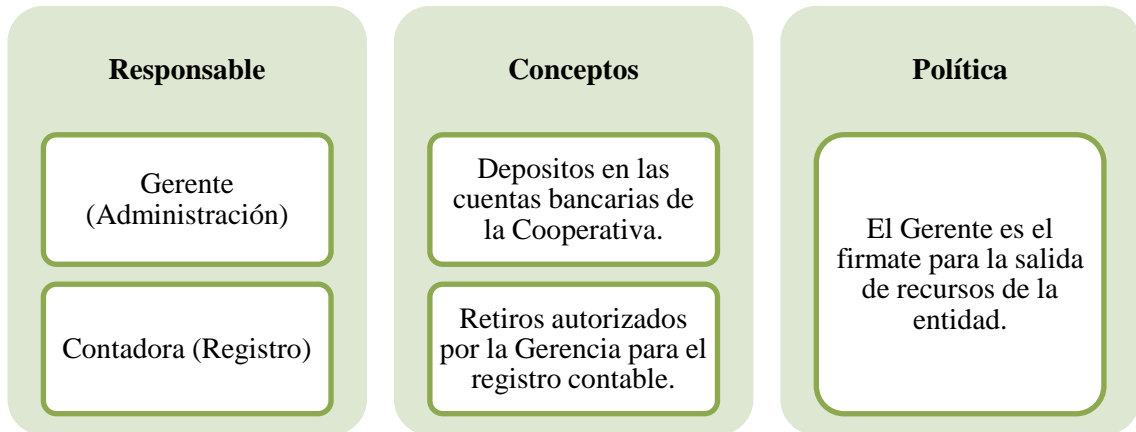 Responsable
Gerente
(Administración)
Contadora (Registro)
Conceptos
Depositos en las
cuentas bancarias de
la Cooperativa.
Retiros autorizados
por la Gerencia para el
registro contable.
Política
El Gerente es el
firmate para la salida
de recursos de la
entidad.